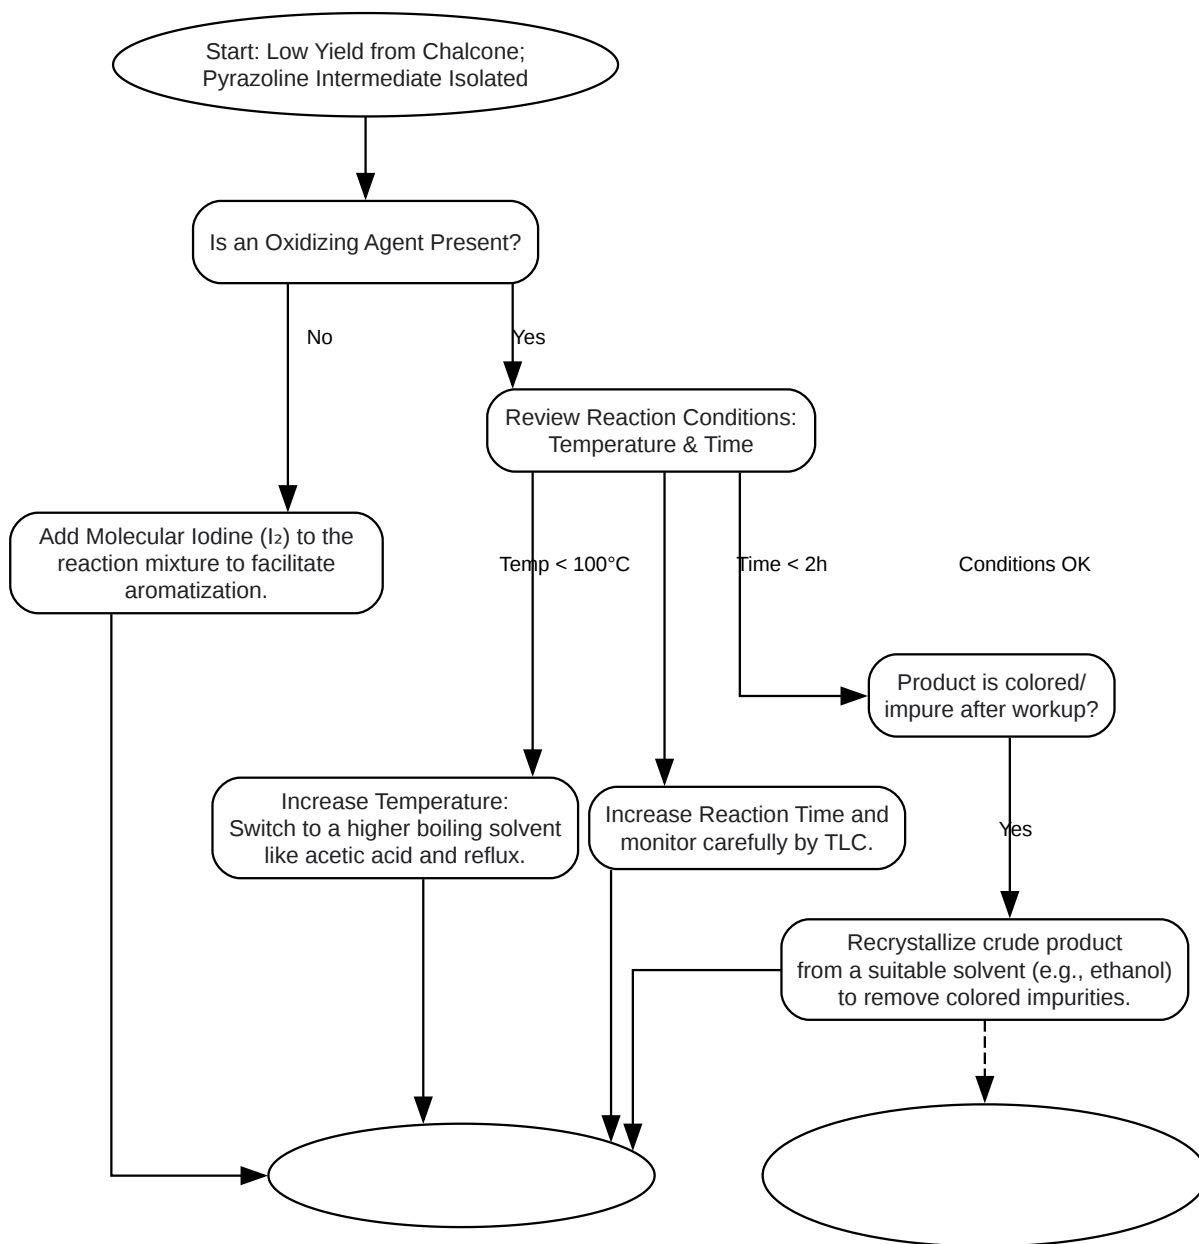 Start: Low Yield from Chalcone;
Pyrazoline Intermediate Isolated
Is an Oxidizing Agent Present?
No
Yes
Review Reaction Conditions:
Temperature & Time
Add Molecular Iodine (I₂) to the
reaction mixture to facilitate
aromatization.
Temp < 100°C
Time < 2h
Conditions OK
Product is colored/
impure after workup?
Increase Temperature:
Switch to a higher boiling solvent
like acetic acid and reflux.
Increase Reaction Time and
monitor carefully by TLC.
Yes
Recrystallize crude product
from a suitable solvent (e.g., ethanol)
to remove colored impurities.